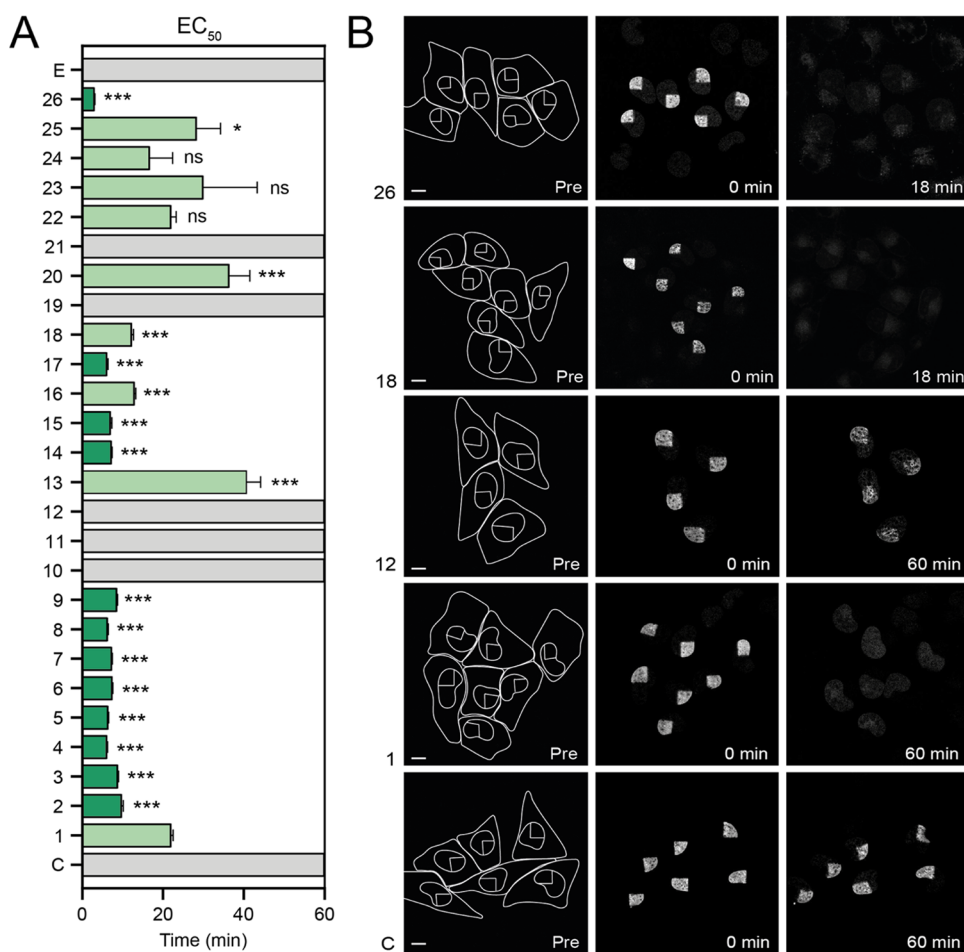 A
EC50
E
26 ***
25 *
24 ns
23 ns
22 ns
21
20 ***
19
18 ***
17 ***
16 ***
15 ***
14 ***
13 ***
12
11
10
9 ***
8 ***
7 ***
6 ***
5 ***
4 ***
3 ***
2 ***
1
C
0 20 40 60
Time (min)
B
26 Pre 0 min 18 min
18 Pre 0 min 18 min
12 Pre 0 min 60 min
1 Pre 0 min 60 min
C Pre 0 min 60 min